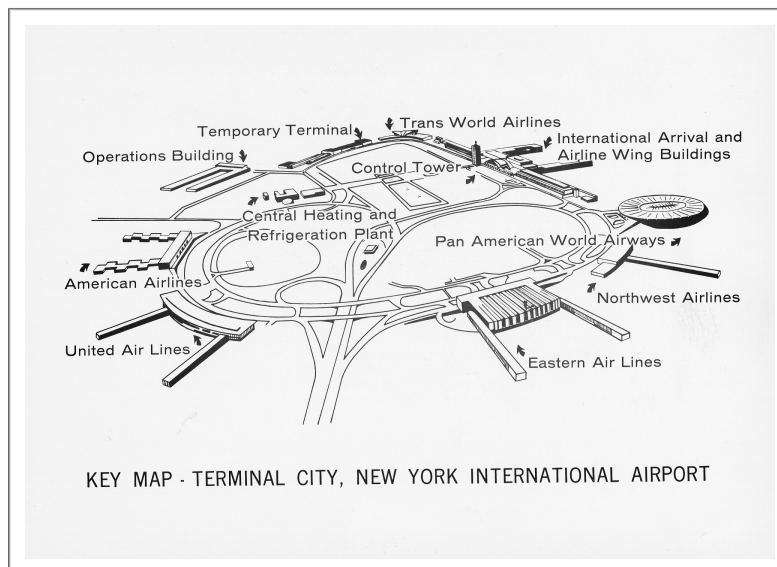 Trans World Airlines
Temporary Terminal
International Arrival and
Airline Wing Buildings
Operations Building
Control Tower
Central Heating and
Refrigeration Plant
Pan American World Airways
American Airlines
Northwest Airlines
United Air Lines
Eastern Air Lines
KEY MAP - TERMINAL CITY, NEW YORK INTERNATIONAL AIRPORT